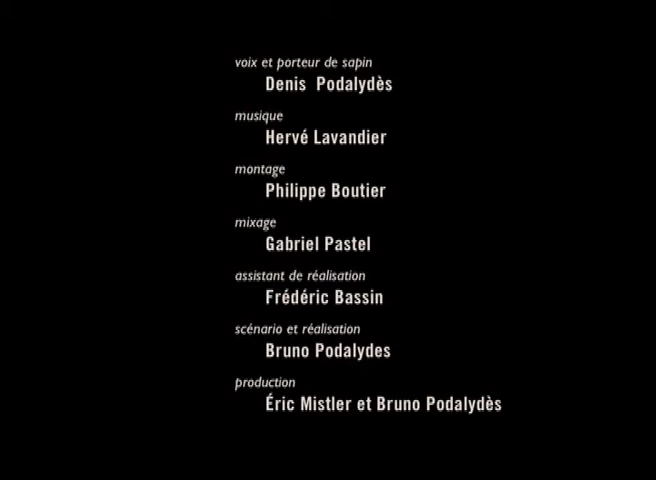 voix et porteur de sapin
Denis Podalydès
musique
Hervé Lavandier
montage
Philippe Boutier
mixage
Gabriel Pastel
assistant de réalisation
Frédéric Bassin
scénario et réalisation
Bruno Podalydes
production
Éric Mistler et Bruno Podalydès